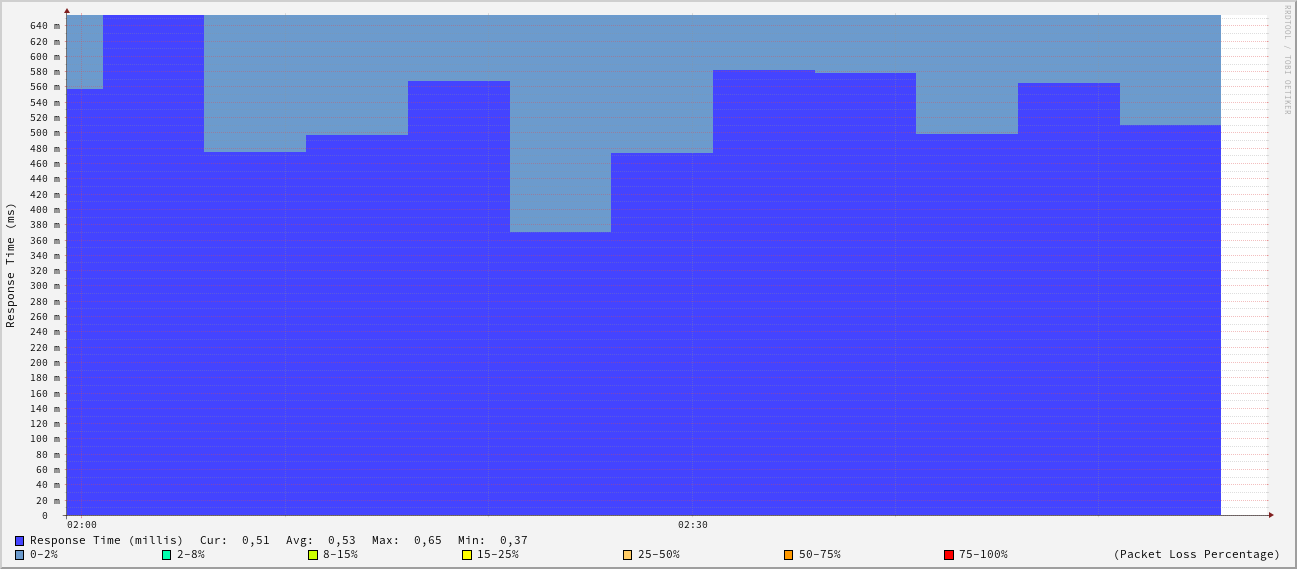 RRDTOOL / TOBI OETIKER
Response Time (ms)
640 m
620 m
600 m
580 m
560 m
540 m
520 m
500 m
480 m
460 m
440 m
420 m
400 m
380 m
360 m
340 m
320 m
300 m
280 m
260 m
240 m
220 m
200 m
180 m
160 m
140 m
120 m
100 m
80 m
60 m
40 m
20 m
0
02:00 02:30
Response Time (millis) Cur: 0,51 Avg: 0,53 Max: 0,65 Min: 0,37
0-2% 2-8% 8-15% 15-25% 25-50% 50-75% 75-100% (Packet Loss Percentage)